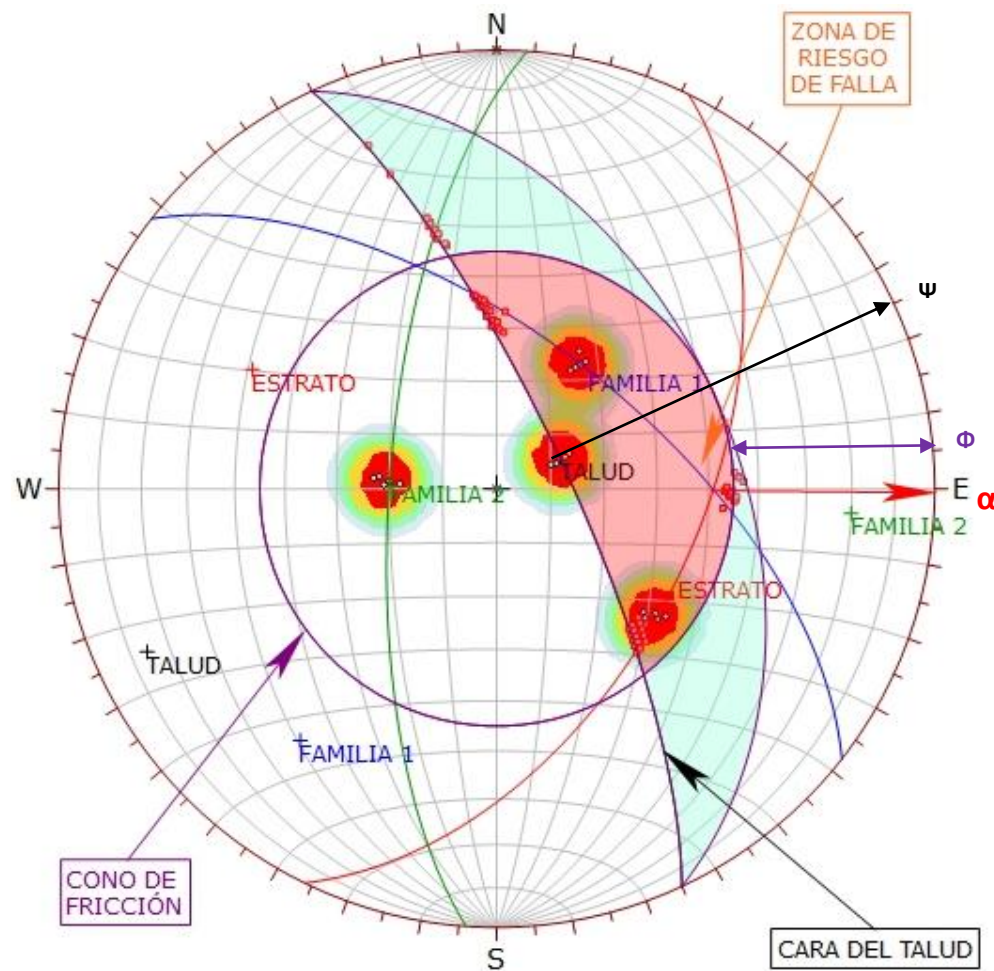 N
ZONA DE
RIESGO
DE FALLA
Ψ
ESTRATO
FAMILIA 1
Φ
TALUD
W
FAMILIA 2
E
α
FAMILIA 2
ESTRATO
TALUD
FAMILIA 1
CONO DE
FRICCIÓN
CARA DEL TALUD
S